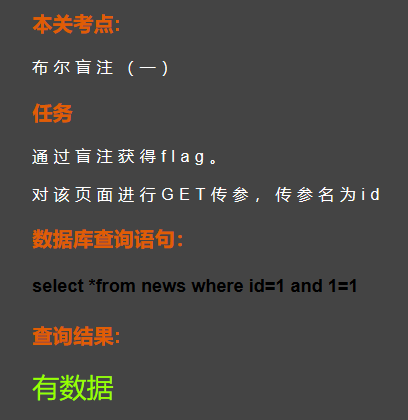 本关考点:
布尔盲注（一）
任务
通过盲注获得flag。
对该页面进行GET传参，传参名为id
数据库查询语句:
select *from news where id=1 and 1=1
查询结果:
有数据